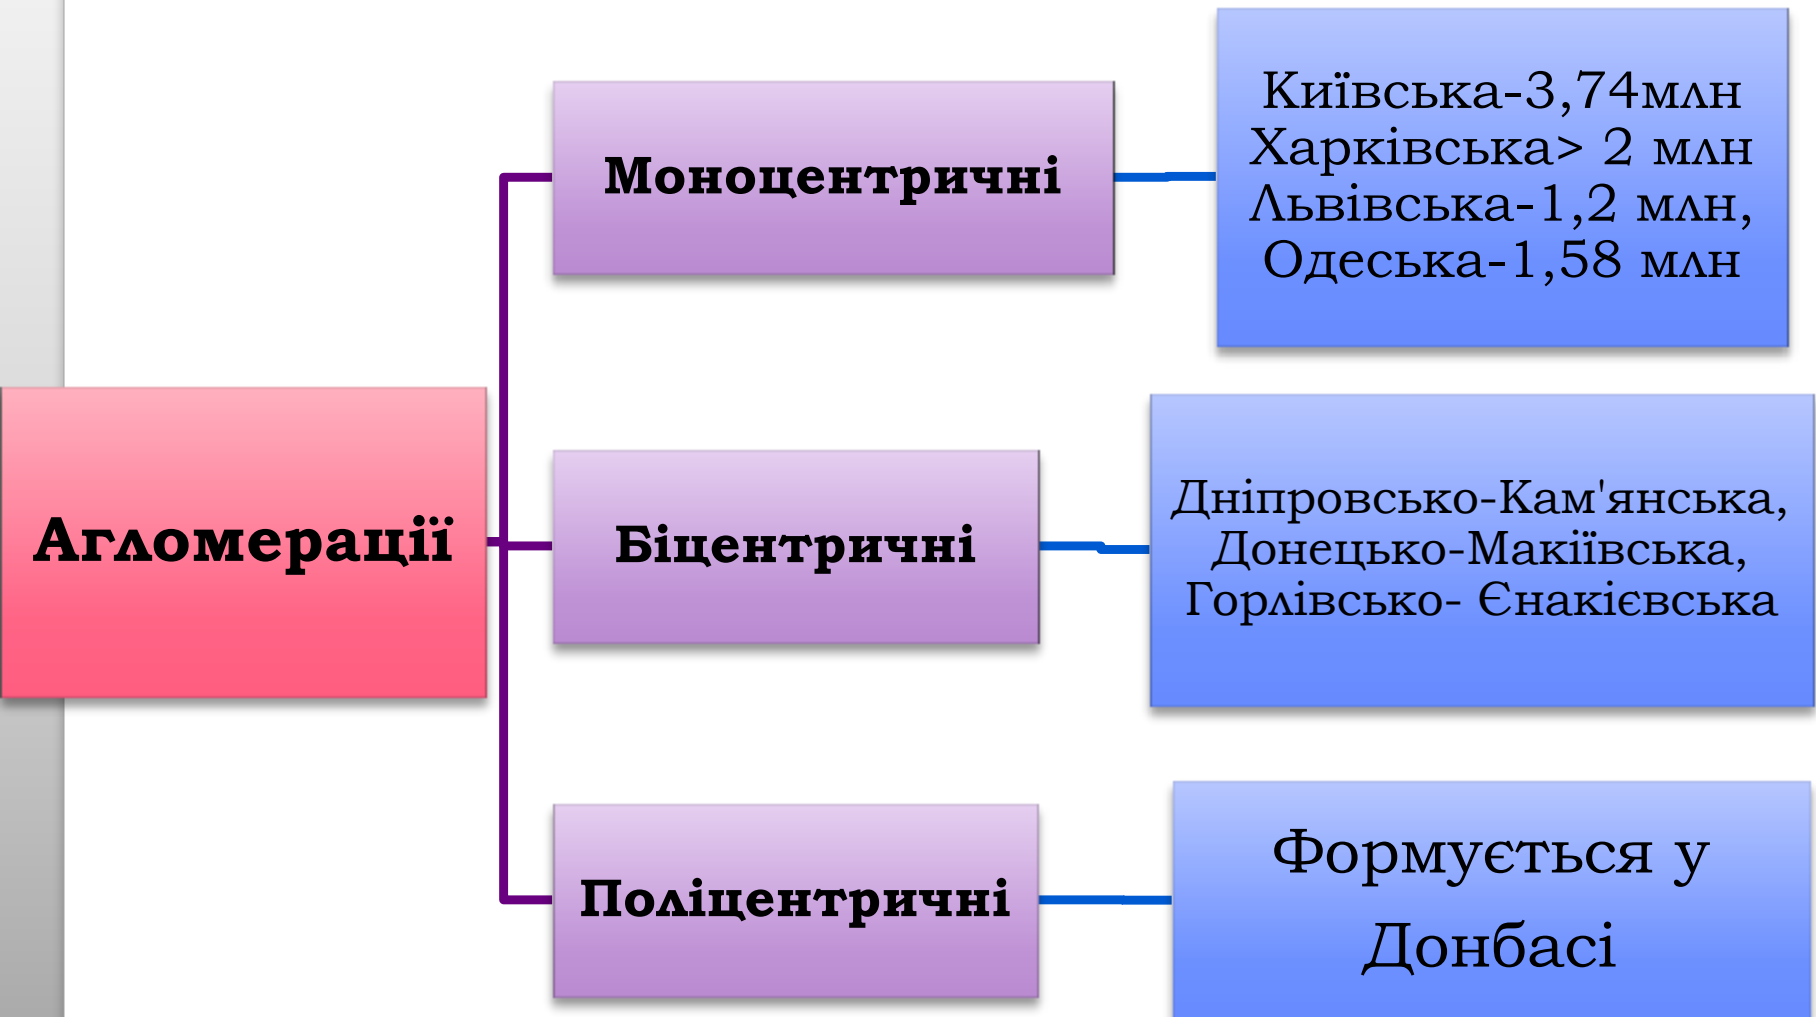 Агломерації
Моноцентричні
Київська-3,74млн
Харківська> 2 млн
Львівська-1,2 млн,
Одеська-1,58 млн
Біцентричні
Дніпровсько-Кам'янська,
Донецько-Макіївська,
Горлівсько- Єнакієвська
Поліцентричні
Формується у
Донбасі